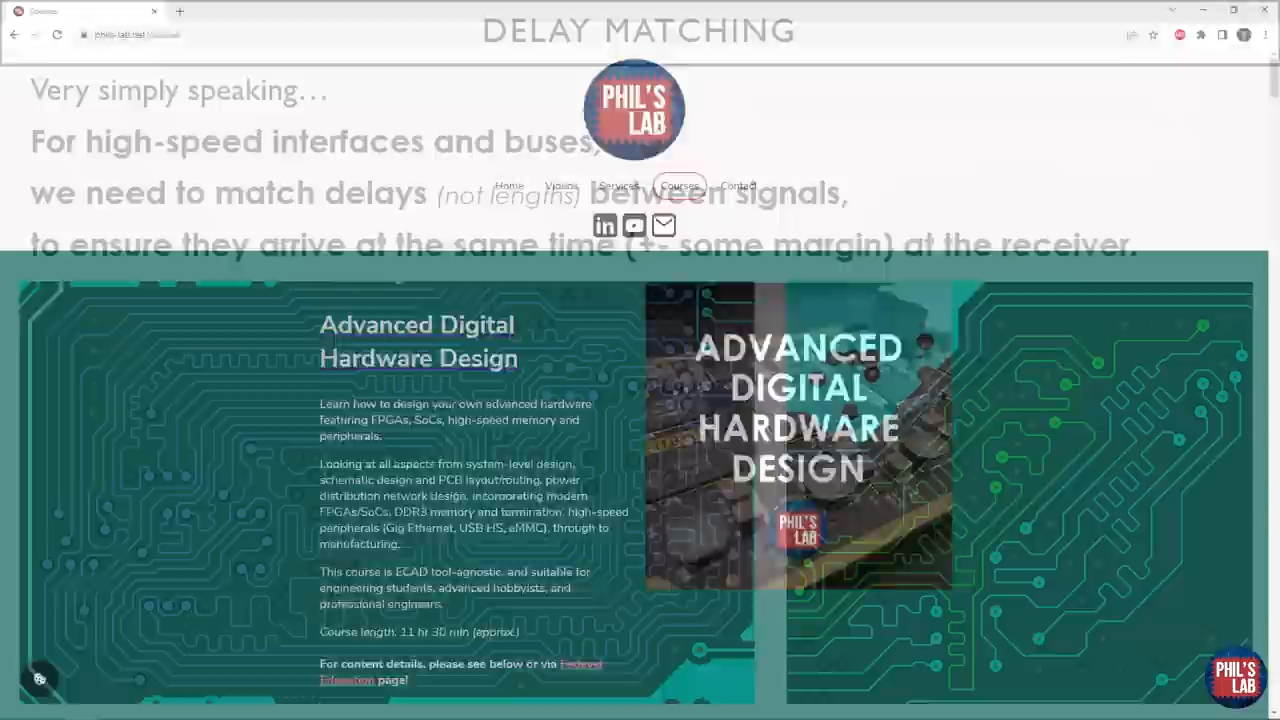 DELAY MATCHING
phils-lab.net
Very simply speaking...
PHIL'S
LAB
For high-speed interfaces and buses,
Home Videos Services Courses Contact
we need to match delays (not lengths) between signals,
to ensure they arrive at the same time (+- some margin) at the receiver.
Advanced Digital
Hardware Design
Learn how to design your own advanced hardware
featuring FPGAs, SoCs, high-speed memory and
peripherals.
Looking at all aspects from system-level design,
schematic design and PCB layout/routing, power
distribution network design, incorporating modern
FPGAs/SoCs, DDR3 memory and termination, high-speed
peripherals (Gig Ethernet, USB HS, eMMC), through to
manufacturing.
This course is ECAD tool-agnostic, and suitable for
engineering students, advanced hobbyists, and
professional engineers.
Course length: 11 hr 30 min (approx.)
For content details, please see below or via Fedevel
Education page!
ADVANCED
DIGITAL
HARDWARE
DESIGN
PHIL'S
LAB
PHIL'S
LAB